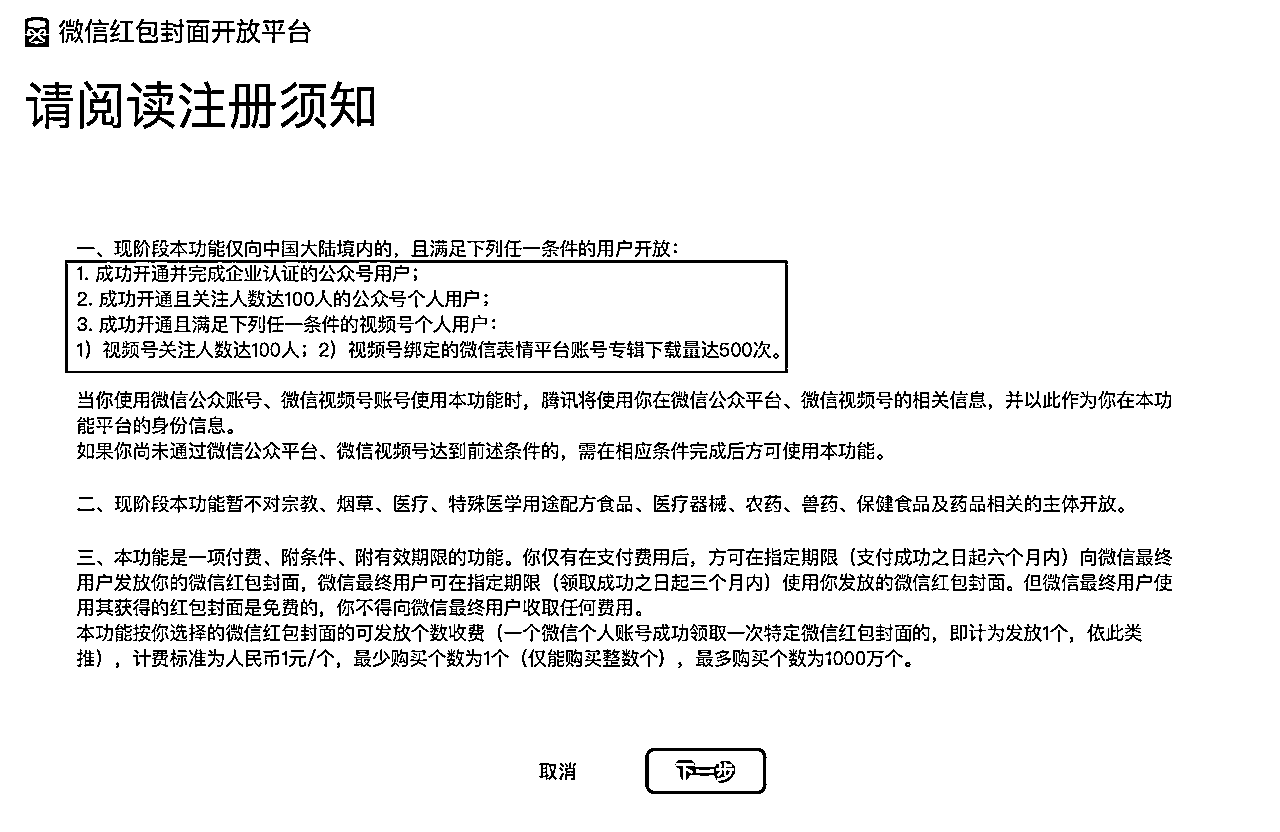 微信红包封面开放平台
请阅读注册须知
一、现阶段本功能仅向中国大陆境内的，且满足下列任一条件的用户开放：
1. 成功开通并完成企业认证的公众号用户；
2. 成功开通且关注人数达100人的公众号个人用户；
3. 成功开通且满足下列任一条件的视频号个人用户：
1）视频号关注人数达100人；2）视频号绑定的微信表情平台账号专辑下载量达500次。
当你使用微信公众账号、微信视频号账号使用本功能时，腾讯将使用你在微信公众平台、微信视频号的相关信息，并以此作为你在本功
能平台的身份信息。
如果你尚未通过微信公众平台、微信视频号达到前述条件的，需在相应条件完成后方可使用本功能。
二、现阶段本功能暂不对宗教、烟草、医疗、特殊医学用途配方食品、医疗器械、农药、兽药、保健食品及药品相关的主体开放。
三、本功能是一项付费、附条件、附有效期限的功能。你仅有在支付费用后，方可在指定期限（支付成功之日起六个月内）向微信最终
用户发放你的微信红包封面，微信最终用户可在指定期限（领取成功之日起三个月内）使用你发放的微信红包封面。但微信最终用户使
用其获得的红包封面是免费的，你不得向微信最终用户收取任何费用。
本功能按你选择的微信红包封面的可发放个数收费（一个微信个人账号成功领取一次特定微信红包封面的，即计为发放1个，依此类
推），计费标准为人民币1元/个，最少购买个数为1个（仅能购买整数个），最多购买个数为1000万个。
取消
下一步